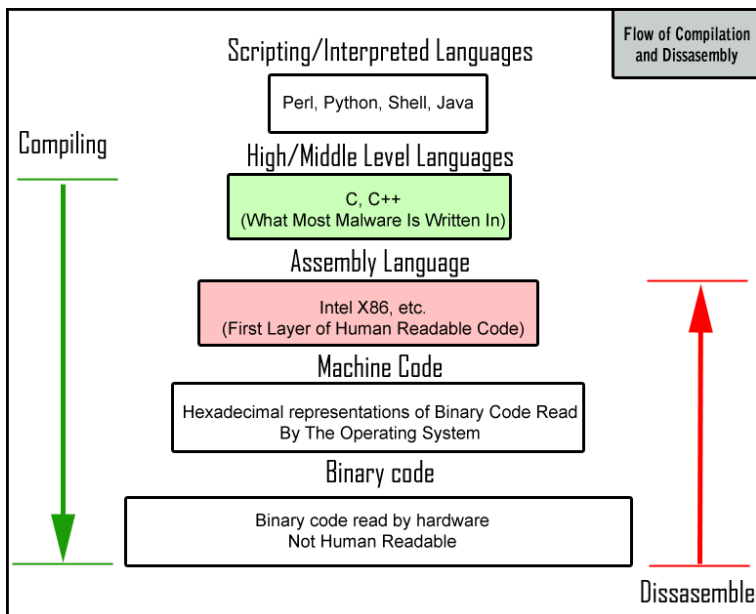 Flow of Compilation
and Dissasembly
Scripting/Interpreted Languages
Perl, Python, Shell, Java
Compiling
High/Middle Level Languages
C, C++
(What Most Malware Is Written In)
Assembly Language
Intel X86, etc.
(First Layer of Human Readable Code)
Machine Code
Hexadecimal representations of Binary Code Read
By The Operating System
Binary code
Binary code read by hardware
Not Human Readable
Dissasemble